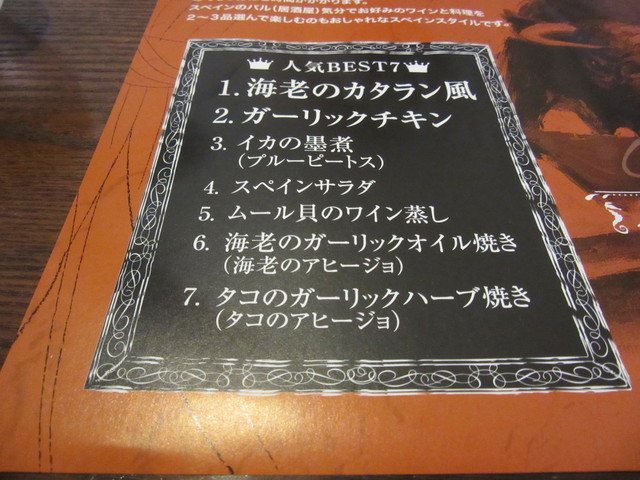 スペインのバル(居酒屋)気分でお好みのワインと料理を
2〜3品選んで楽しむのもおしゃれなスペインスタイルです。
人気BEST7
1. 海老のカタラン風
2. ガーリックチキン
3. イカの墨煮
(プルーピートス)
4. スペインサラダ
5. ムール貝のワイン蒸し
6. 海老のガーリックオイル焼き
(海老のアヒージョ)
7. タコのガーリックハーブ焼き
(タコのアヒージョ)